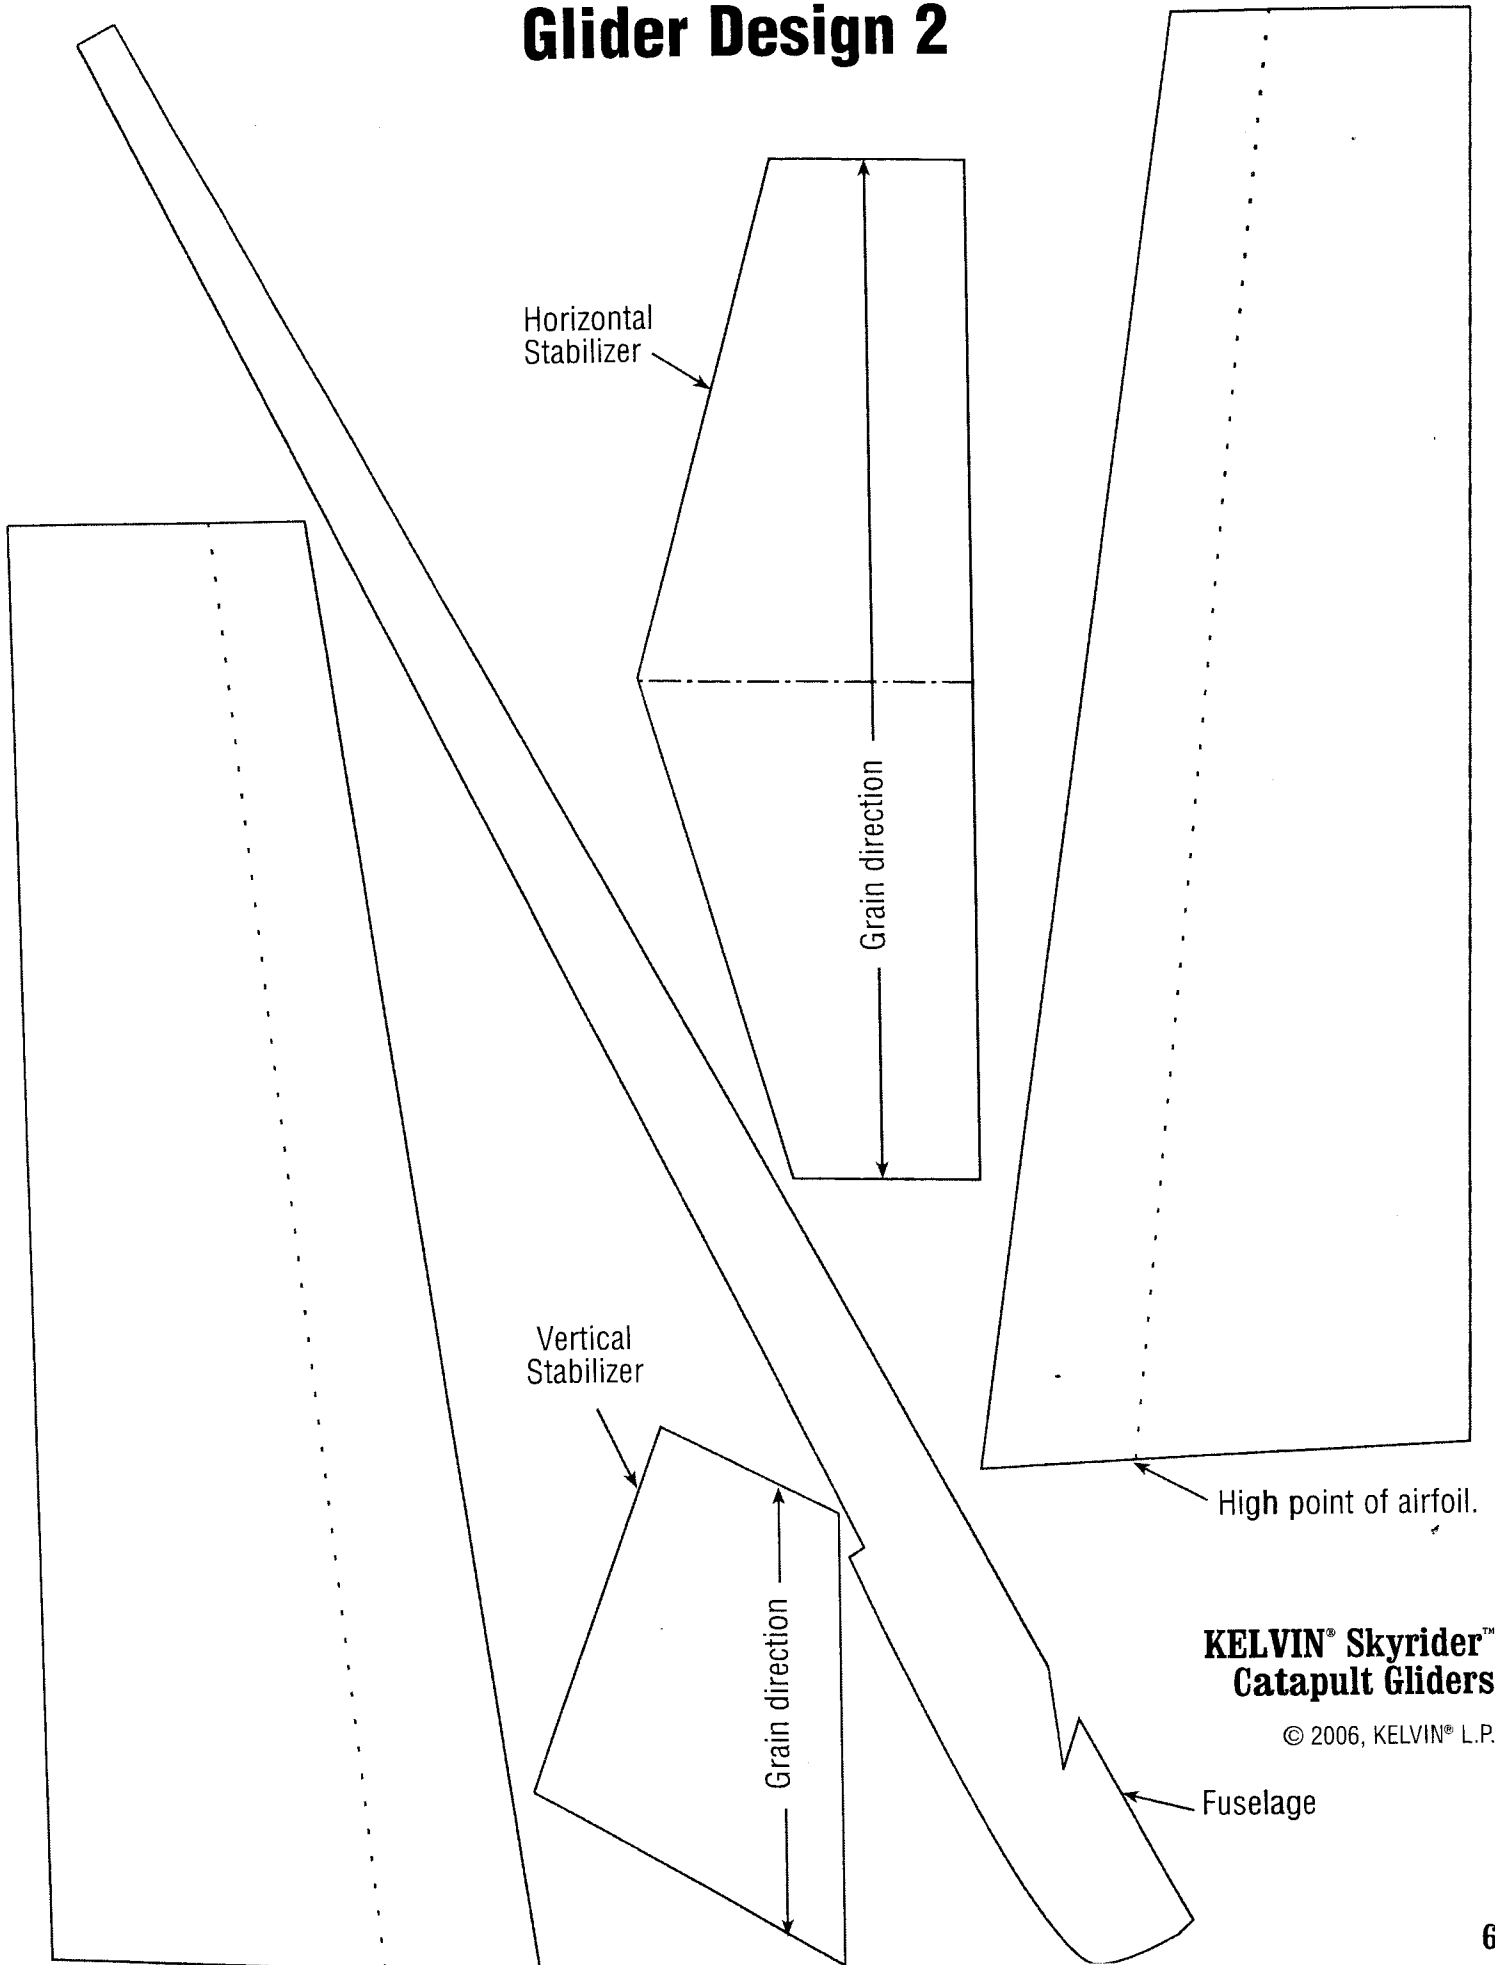 Glider Design 2
Horizontal
Stabilizer
Grain direction
Vertical
Stabilizer
Grain direction
High point of airfoil.
KELVIN® Skyrider™
Catapult Gliders
© 2006, KELVIN® L.P.
Fuselage
6